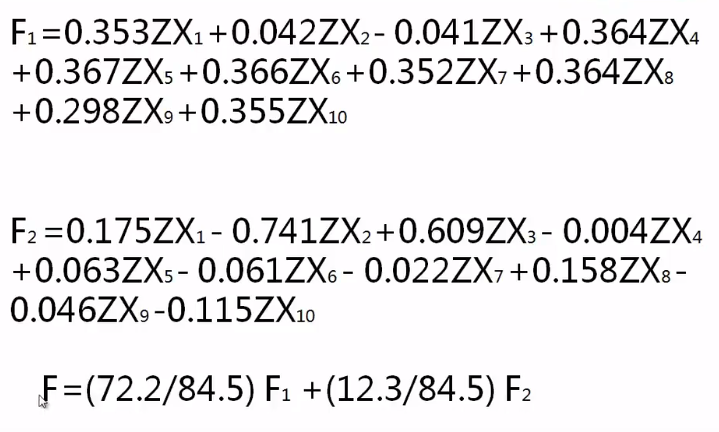 F₁=0.353ZX₁+0.042ZX₂- 0.041ZX₃+0.364ZX₄
+0.367ZX₅+0.366ZX₆+0.352ZX₇+0.364ZX₈
+0.298ZX₉+0.355ZX₁₀
F₂=0.175ZX₁- 0.741ZX₂+0.609ZX₃- 0.004ZX₄
+0.063ZX₅- 0.061ZX₆- 0.022ZX₇+0.158ZX₈-
0.046ZX₉-0.115ZX₁₀
F=(72.2/84.5) F₁ +(12.3/84.5) F₂